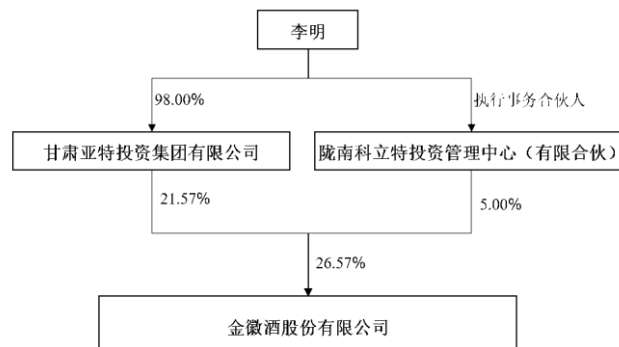 李明
98.00%
执行事务合伙人
甘肃亚特投资集团有限公司
陇南科立特投资管理中心（有限合伙）
21.57%
5.00%
26.57%
金徽酒股份有限公司